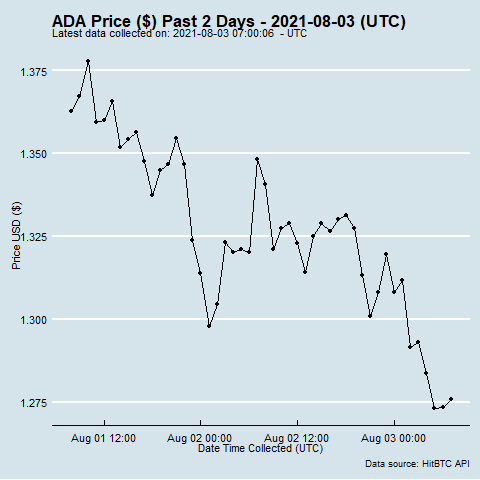 ADA Price ($) Past 2 Days - 2021-08-03 (UTC)
Latest data collected on: 2021-08-03 07:00:06 - UTC
1.375
1.350
1.325
1.300
1.275
Price USD ($)
Aug 01 12:00
Aug 02 00:00
Aug 02 12:00
Aug 03 00:00
Date Time Collected (UTC)
Data source: HitBTC API